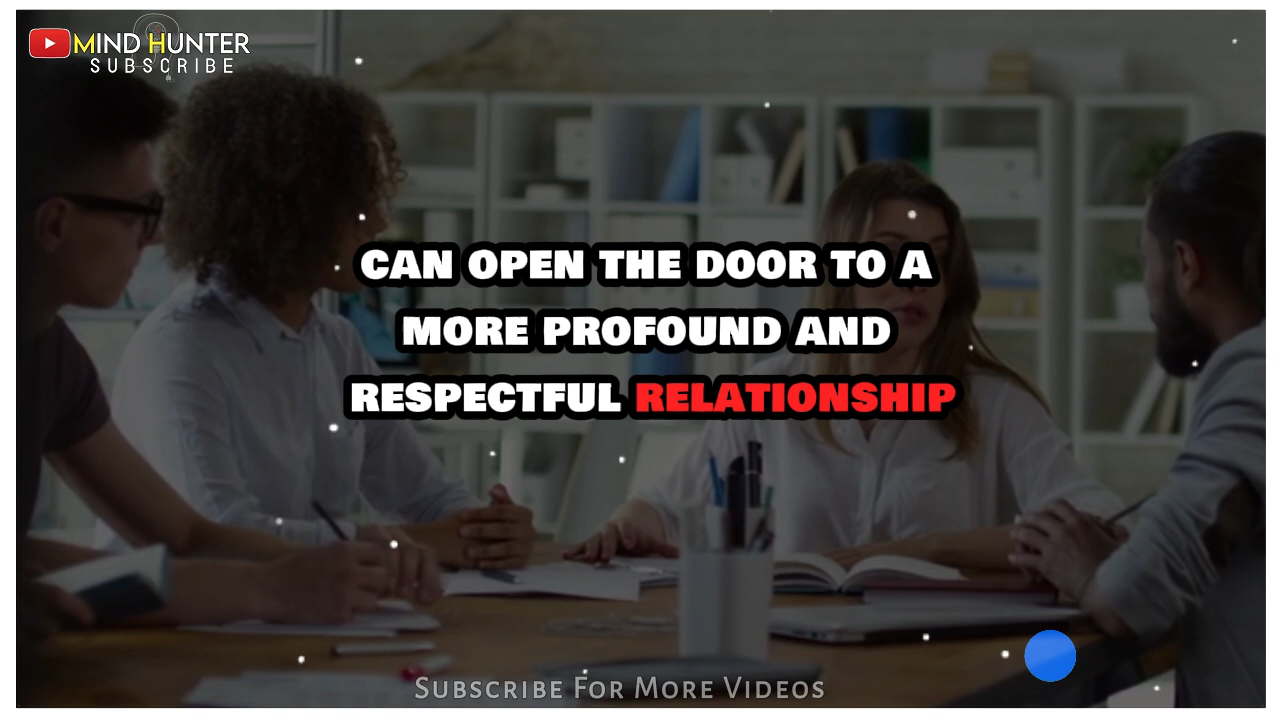 MIND HUNTER
SUBSCRIBE
CAN OPEN THE DOOR TO A
MORE PROFOUND AND
RESPECTFUL RELATIONSHIP
SUBSCRIBE FOR MORE VIDEOS